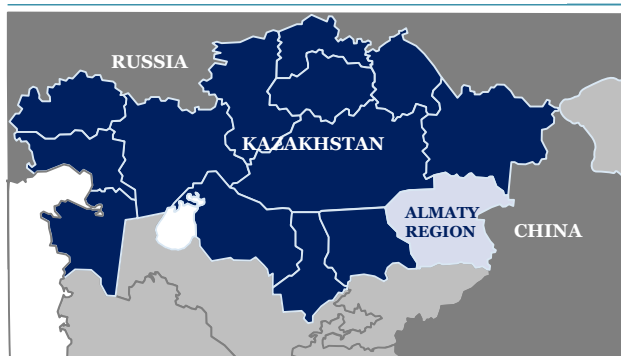 RUSSIA
KAZAKHSTAN
ALMATY
REGION
CHINA